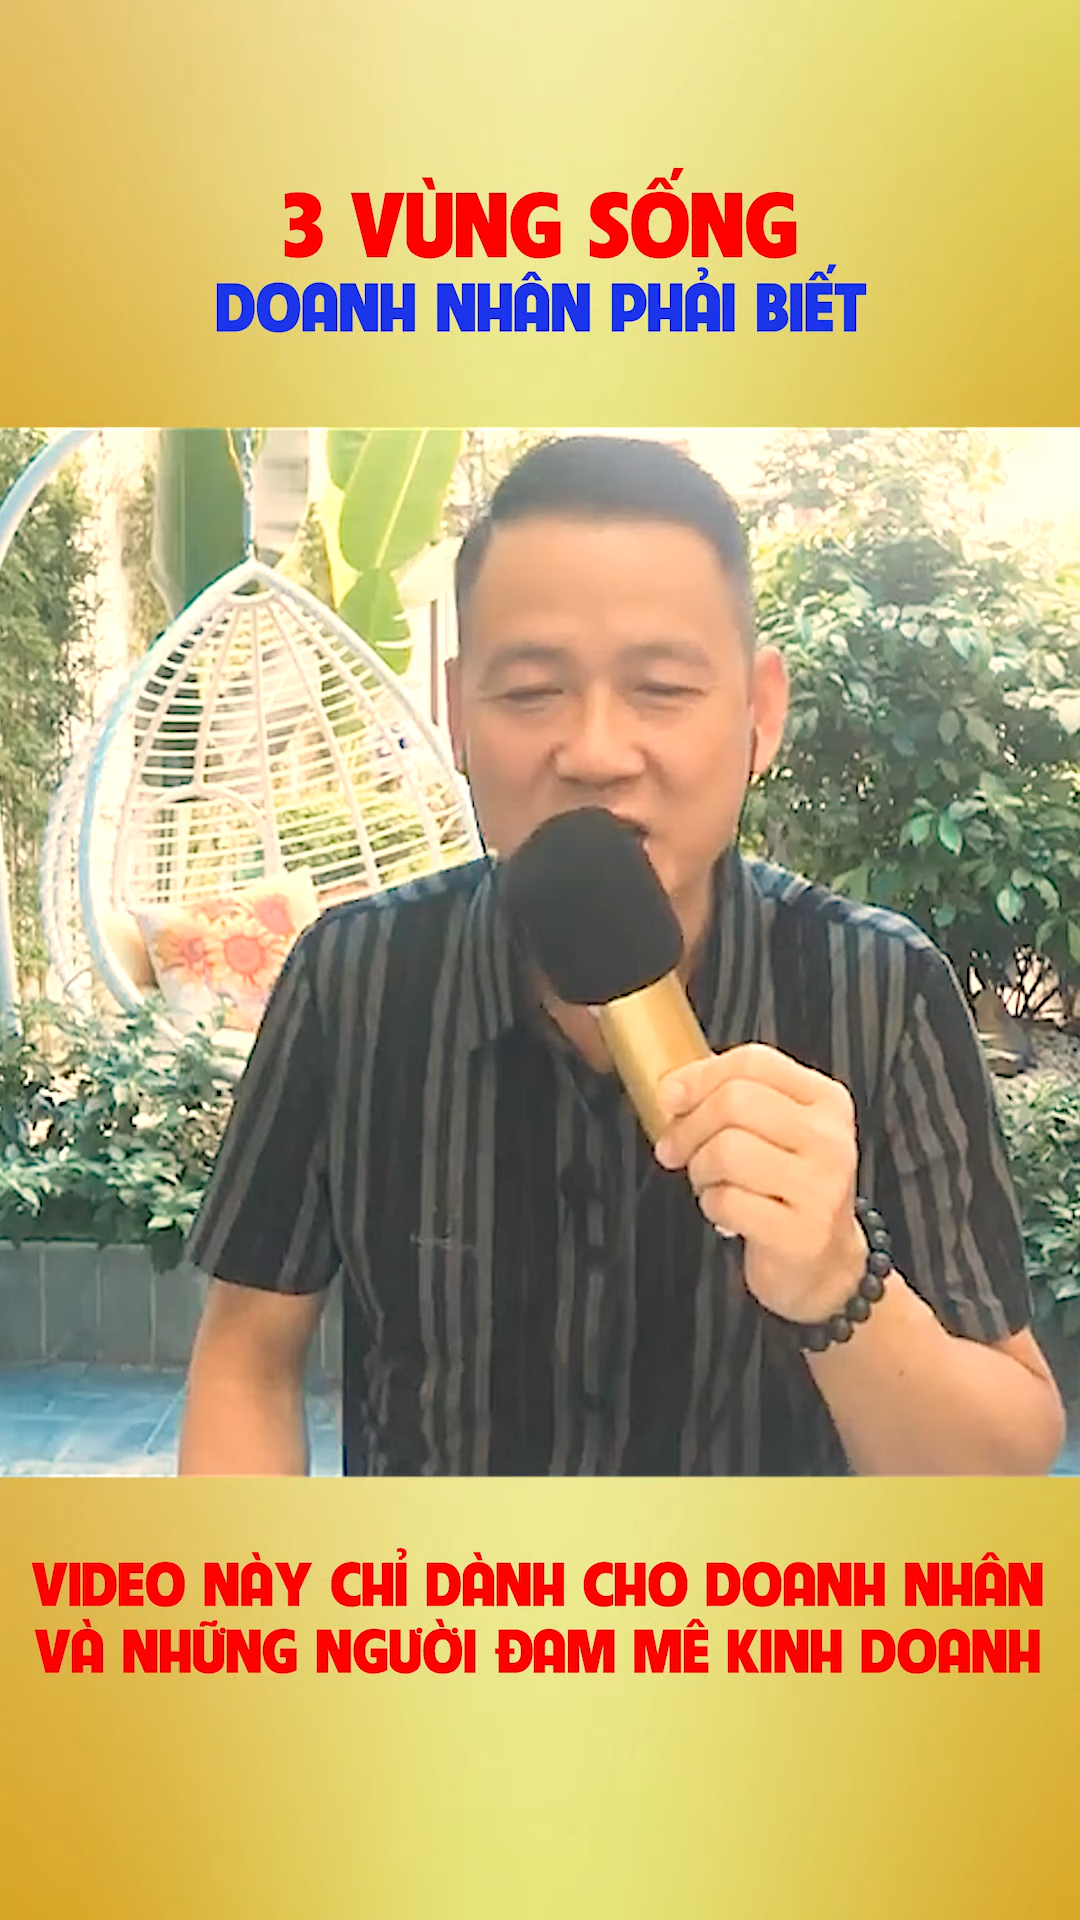 3 VÙNG SỐNG
DOANH NHÂN PHẢI BIẾT
VIDEO NÀY CHỈ DÀNH CHO DOANH NHÂN
VÀ NHỮNG NGƯỜI ĐAM MÊ KINH DOANH